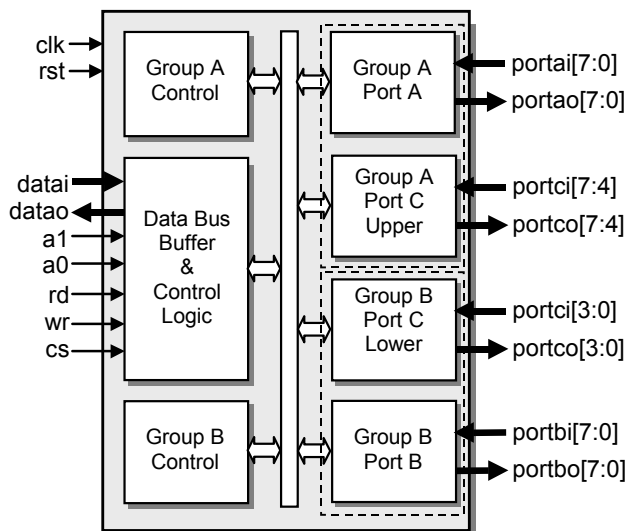 clk
rst
Group A
Control
Group A
Port A
portai[7:0]
portao[7:0]
datai
datao
a1
a0
rd
wr
cs
Data Bus
Buffer
&
Control
Logic
Group A
Port C
Upper
portci[7:4]
portco[7:4]
Group B
Port C
Lower
portci[3:0]
portco[3:0]
Group B
Control
Group B
Port B
portbi[7:0]
portbo[7:0]